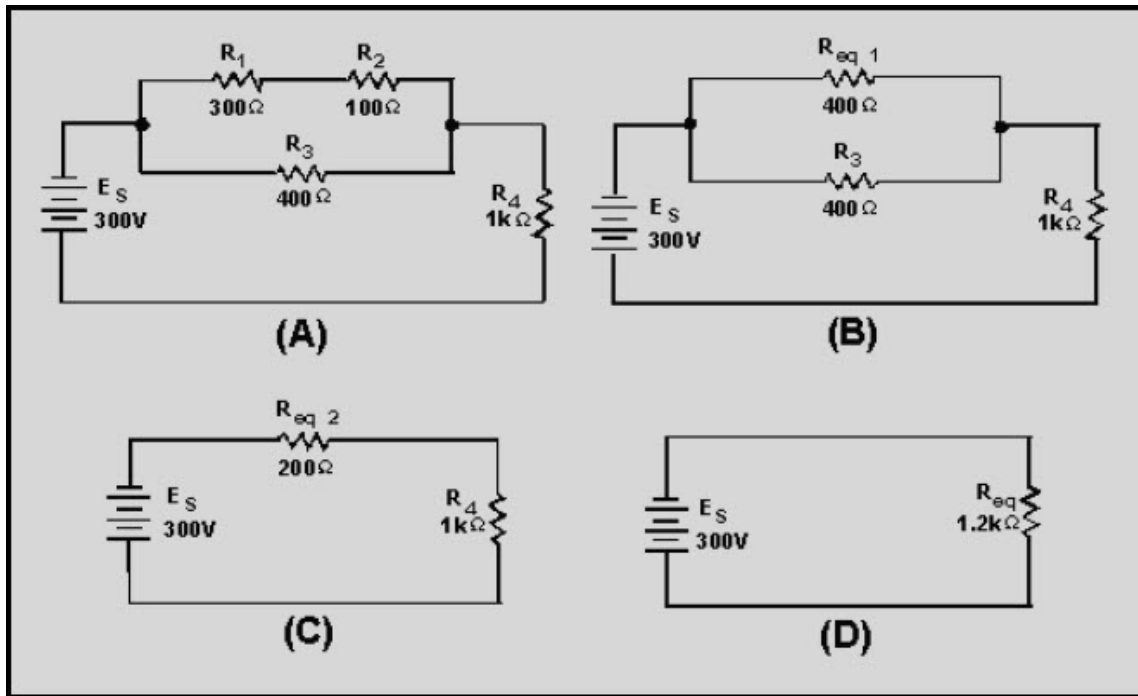 R1
300Ω
R2
100Ω
R3
400Ω
ES
300V
R4
1kΩ
(A)
Req 1
400Ω
R3
400Ω
ES
300V
R4
1kΩ
(B)
Req 2
200Ω
ES
300V
R4
1kΩ
(C)
ES
300V
Req
1.2kΩ
(D)